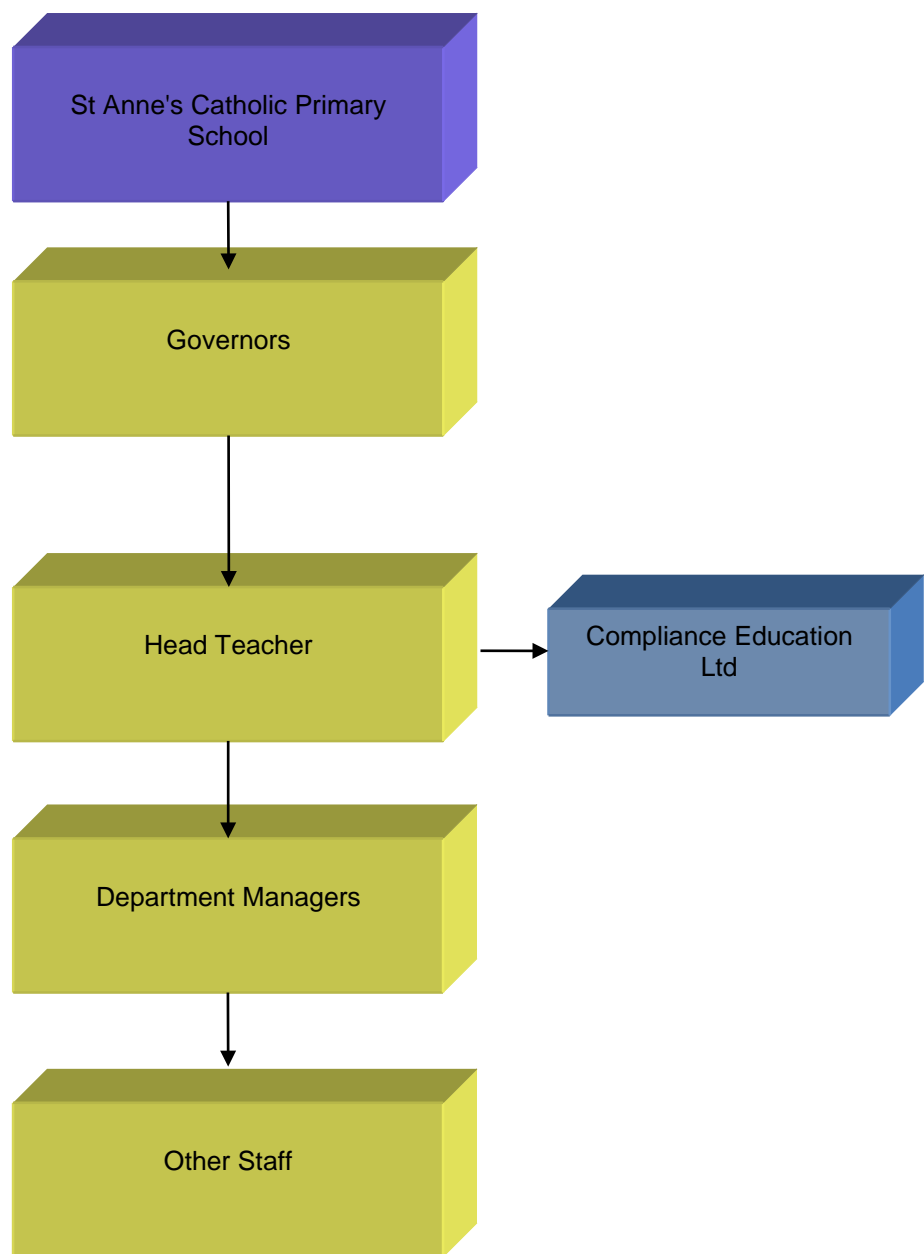 St Anne's Catholic Primary
School
Governors
Head Teacher
Compliance Education
Ltd
Department Managers
Other Staff